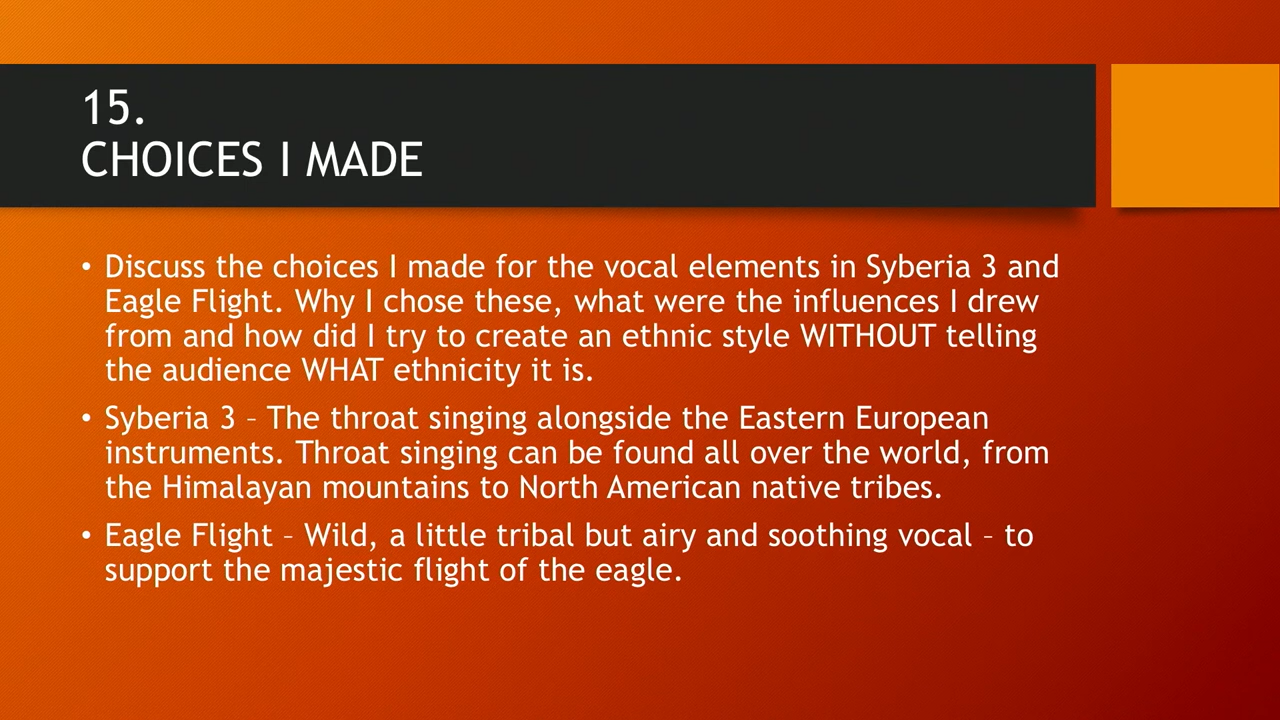 15.
CHOICES I MADE
• Discuss the choices I made for the vocal elements in Syberia 3 and
Eagle Flight. Why I chose these, what were the influences I drew
from and how did I try to create an ethnic style WITHOUT telling
the audience WHAT ethnicity it is.
• Syberia 3 – The throat singing alongside the Eastern European
instruments. Throat singing can be found all over the world, from
the Himalayan mountains to North American native tribes.
• Eagle Flight – Wild, a little tribal but airy and soothing vocal – to
support the majestic flight of the eagle.